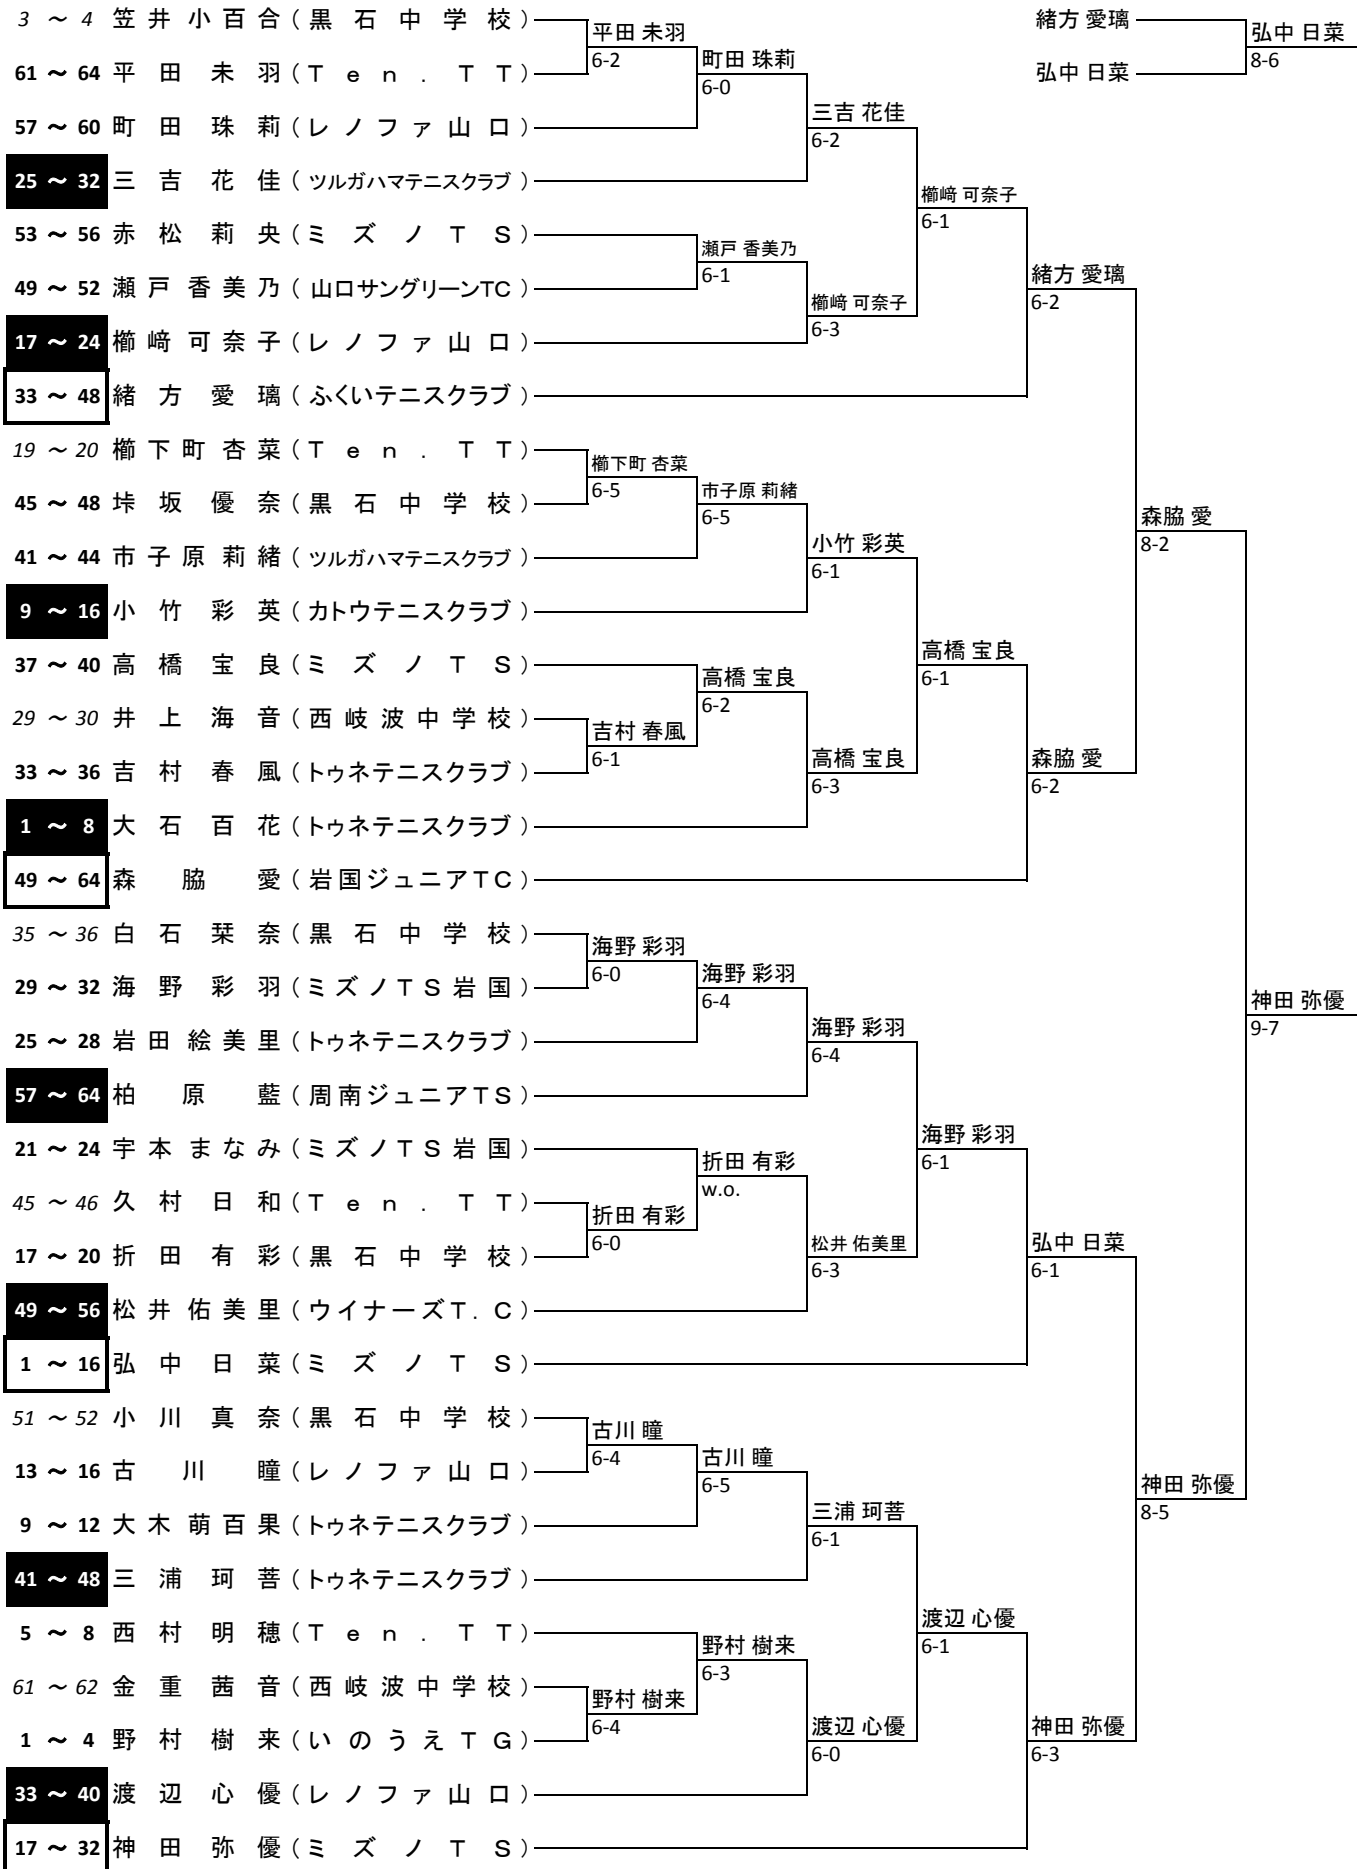 3 ～ 4 笠井小百合（黒石中学校）
61 ～ 64 平田未羽（Ｔｅｎ．ＴＴ）
57 ～ 60 町田珠莉（レノファ山口）
25 ～ 32 三吉花佳（ツルガハマテニスクラブ）
53 ～ 56 赤松莉央（ミズノＴＳ）
49 ～ 52 瀬戸香美乃（山口サングリーンTC）
17 ～ 24 櫛﨑可奈子（レノファ山口）
33 ～ 48 緒方愛璃（ふくいテニスクラブ）
19 ～ 20 櫛下町杏菜（Ｔｅｎ．ＴＴ）
45 ～ 48 垰坂優奈（黒石中学校）
41 ～ 44 市子原莉緒（ツルガハマテニスクラブ）
9 ～ 16 小竹彩英（カトウテニスクラブ）
37 ～ 40 高橋宝良（ミズノＴＳ）
29 ～ 30 井上海音（西岐波中学校）
33 ～ 36 吉村春風（トゥネテニスクラブ）
1 ～ 8 大石百花（トゥネテニスクラブ）
49 ～ 64 森脇愛（岩国ジュニアＴＣ）
35 ～ 36 白石栞奈（黒石中学校）
29 ～ 32 海野彩羽（ミズノＴＳ岩国）
25 ～ 28 岩田絵美里（トゥネテニスクラブ）
57 ～ 64 柏原藍（周南ジュニアＴＳ）
21 ～ 24 宇本まなみ（ミズノＴＳ岩国）
45 ～ 46 久村日和（Ｔｅｎ．ＴＴ）
17 ～ 20 折田有彩（黒石中学校）
49 ～ 56 松井佑美里（ウイナーズＴ．Ｃ）
1 ～ 16 弘中日菜（ミズノＴＳ）
51 ～ 52 小川真奈（黒石中学校）
13 ～ 16 古川瞳（レノファ山口）
9 ～ 12 大木萌百果（トゥネテニスクラブ）
41 ～ 48 三浦珂菩（トゥネテニスクラブ）
5 ～ 8 西村明穂（Ｔｅｎ．ＴＴ）
61 ～ 62 金重茜音（西岐波中学校）
1 ～ 4 野村樹来（いのうえＴＧ）
33 ～ 40 渡辺心優（レノファ山口）
17 ～ 32 神田弥優（ミズノＴＳ）
平田 未羽
6-2
櫛下町 杏菜
6-5
吉村 春風
6-1
海野 彩羽
6-0
折田 有彩
6-0
古川 瞳
6-4
野村 樹来
6-4
町田 珠莉
6-0
瀬戸 香美乃
6-1
市子原 莉緒
6-5
高橋 宝良
6-2
海野 彩羽
6-4
折田 有彩
w.o.
古川 瞳
6-5
野村 樹来
6-3
三吉 花佳
6-2
櫛﨑 可奈子
6-3
小竹 彩英
6-1
高橋 宝良
6-3
海野 彩羽
6-4
松井 佑美里
6-3
三浦 珂菩
6-1
渡辺 心優
6-0
櫛﨑 可奈子
6-1
高橋 宝良
6-1
海野 彩羽
6-1
渡辺 心優
6-1
緒方 愛璃
6-2
森脇 愛
6-2
弘中 日菜
6-1
神田 弥優
6-3
森脇 愛
8-2
神田 弥優
8-5
神田 弥優
9-7
緒方 愛璃
弘中 日菜
弘中 日菜
8-6